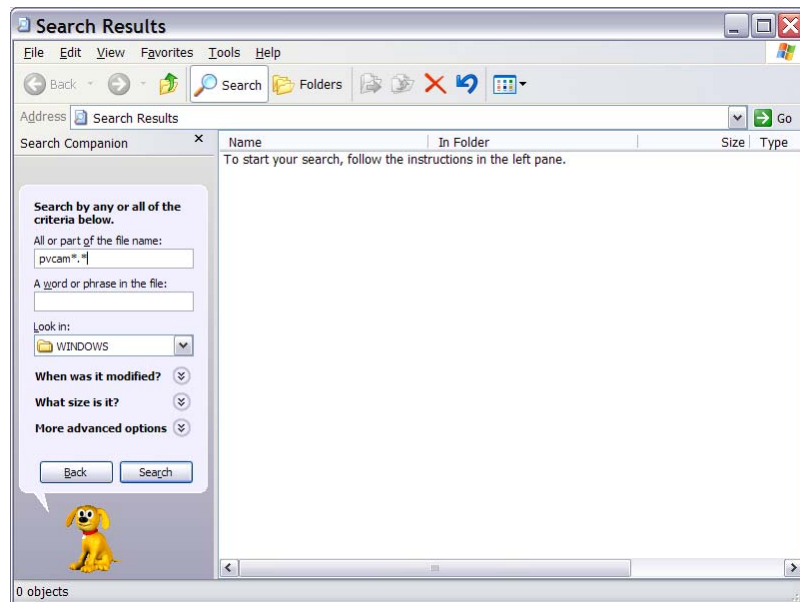 Search Results
File Edit View Favorites Tools Help
Back Search Folders
Address Search Results Go
Search Companion x Name In Folder Size Type
To start your search, follow the instructions in the left pane.
Search by any or all of the
criteria below.
All or part of the file name:
pvcam*.*
A word or phrase in the file:
Look in:
WINDOWS
When was it modified?
What size is it?
More advanced options
Back Search
0 objects